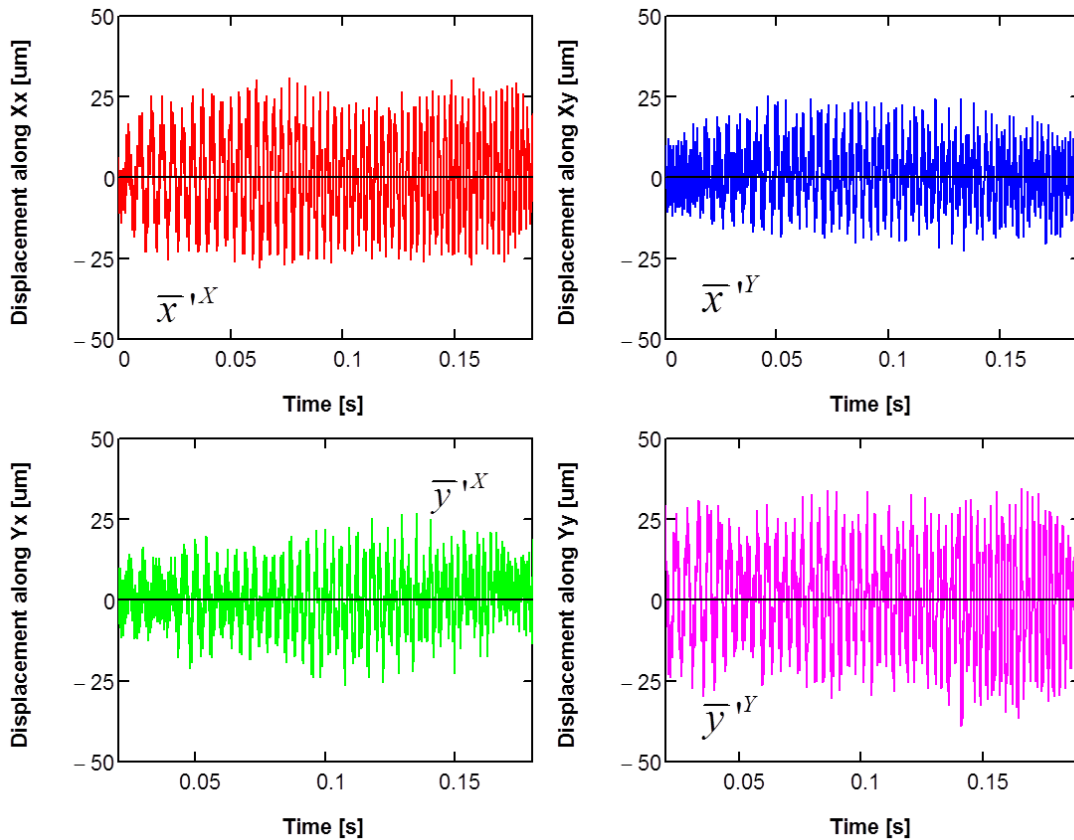 Displacement along Xx [um]
50
25
0
− 25
− 50
x̅ '^X
0
0.05
0.1
0.15
Time [s]
Displacement along Xy [um]
50
25
0
− 25
− 50
x̅ '^Y
0
0.05
0.1
0.15
Time [s]
Displacement along Yx [um]
50
25
0
− 25
− 50
y̅ '^X
0.05
0.1
0.15
Time [s]
Displacement along Yy [um]
50
25
0
− 25
− 50
y̅ '^Y
0.05
0.1
0.15
Time [s]